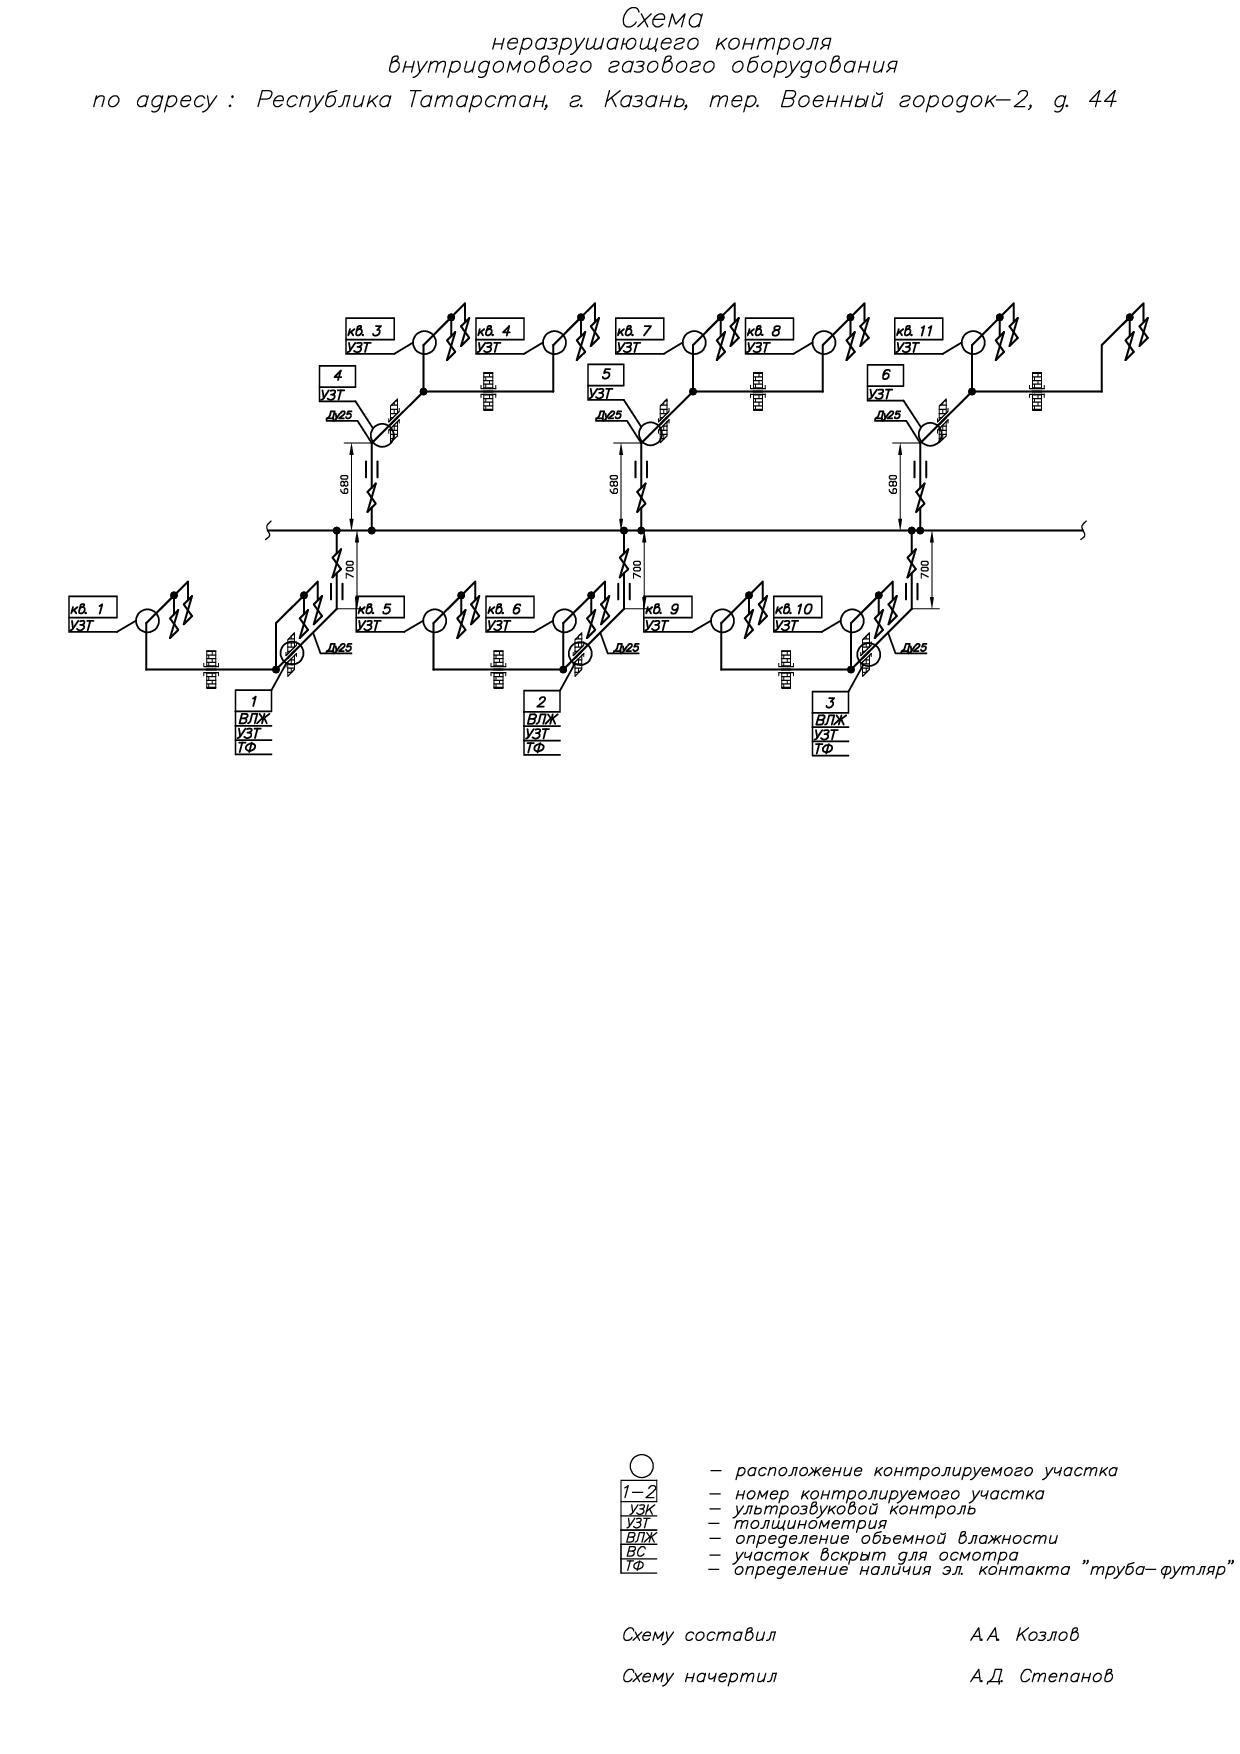 Схема
неразрушающего контроля
внутридомового газового оборудования
по адресу : Республика Татарстан, г. Казань, тер. Военный городок-2, д. 44
кв. 3
УЗТ
кв. 4
УЗТ
кв. 7
УЗТ
кв. 8
УЗТ
кв. 11
УЗТ
4
УЗТ
Ду25
5
УЗТ
Ду25
6
УЗТ
Ду25
680
680
680
700
700
700
кв. 1
УЗТ
кв. 5
УЗТ
кв. 6
УЗТ
кв. 9
УЗТ
кв. 10
УЗТ
Ду25
Ду25
Ду25
1
ВЛЖ
УЗТ
ТФ
2
ВЛЖ
УЗТ
ТФ
3
ВЛЖ
УЗТ
ТФ
– расположение контролируемого участка
1-2 – номер контролируемого участка
УЗК – ультрозвуковой контроль
УЗТ – толщинометрия
ВЛЖ – определение объемной влажности
ВС – участок вскрыт для осмотра
ТФ – определение наличия эл. контакта "труба-футляр"
Схему составил А.А. Козлов
Схему начертил А.Д. Степанов